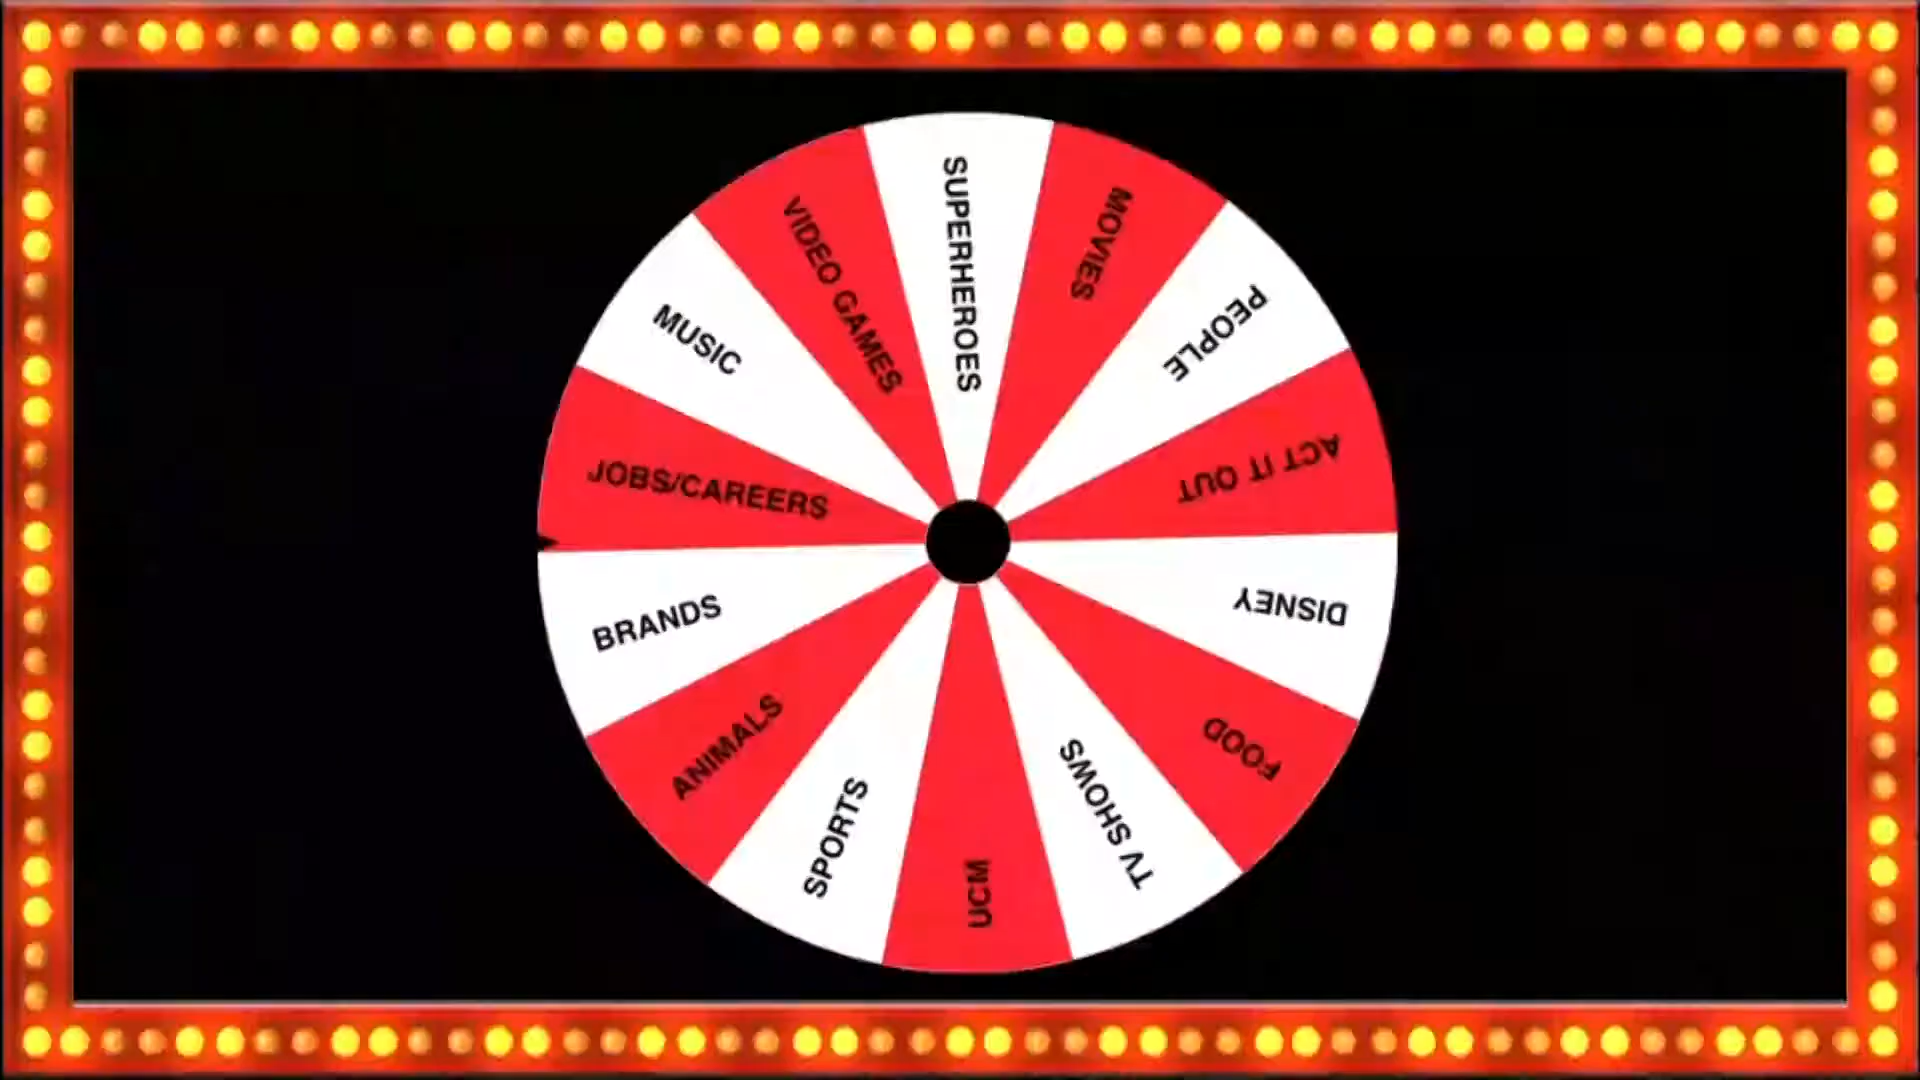 SUPERHEROES
MOVIES
PEOPLE
ACT IT OUT
DISNEY
FOOD
TV SHOWS
UCM
SPORTS
ANIMALS
BRANDS
JOBS/CAREERS
MUSIC
VIDEO GAMES